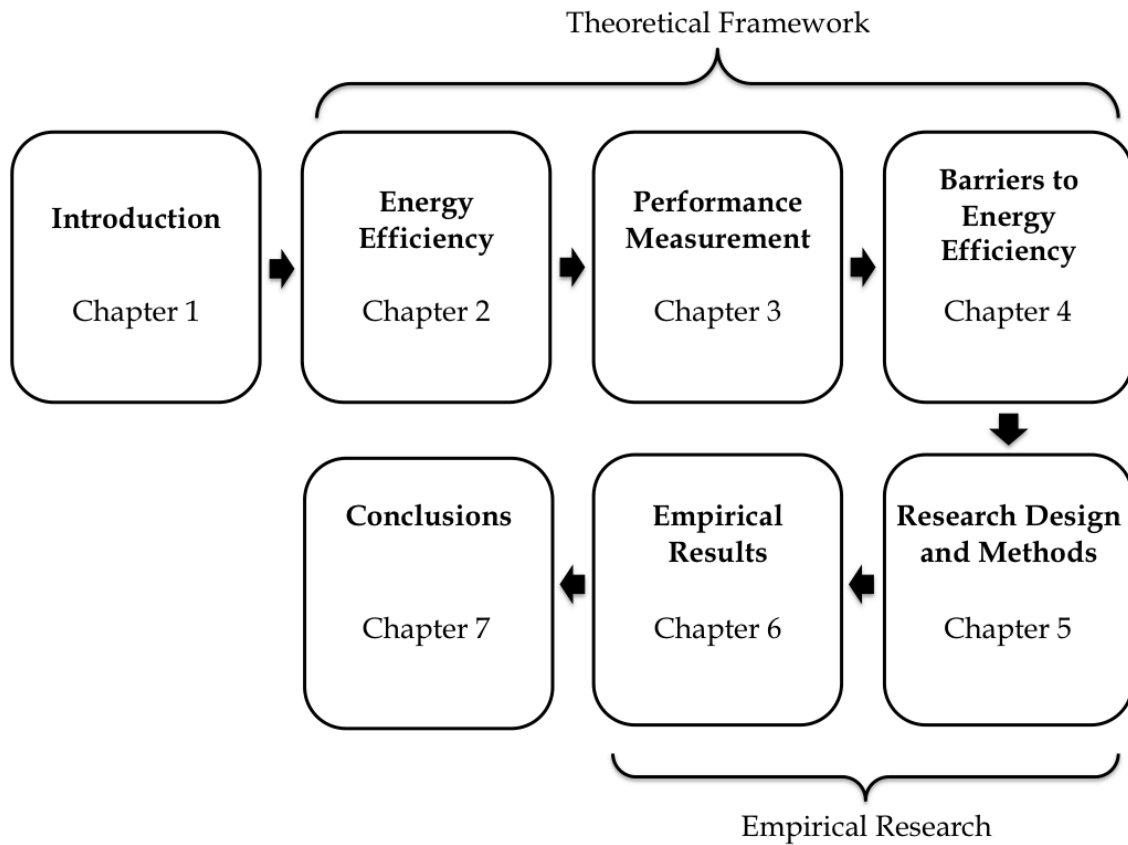 Theoretical Framework
Introduction
Chapter 1
Energy
Efficiency
Chapter 2
Performance
Measurement
Chapter 3
Barriers to
Energy
Efficiency
Chapter 4
Conclusions
Chapter 7
Empirical
Results
Chapter 6
Research Design
and Methods
Chapter 5
Empirical Research